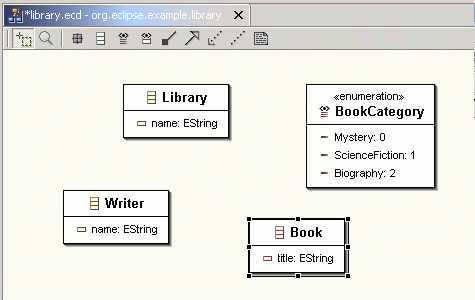 *library.ecd - org.eclipse.example.library
Library
name: EString
«enumeration»
BookCategory
Mystery: 0
ScienceFiction: 1
Biography: 2
Writer
name: EString
Book
title: EString